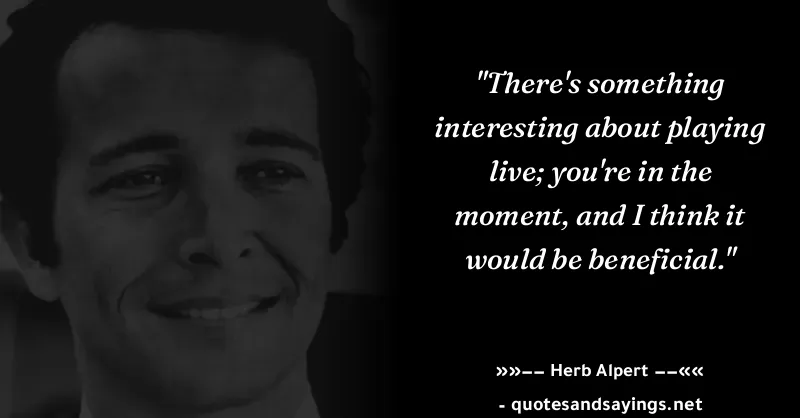 "There's something
interesting about playing
live; you're in the
moment, and I think it
would be beneficial."
»»−− Herb Alpert −−««
- quotesandsayings.net